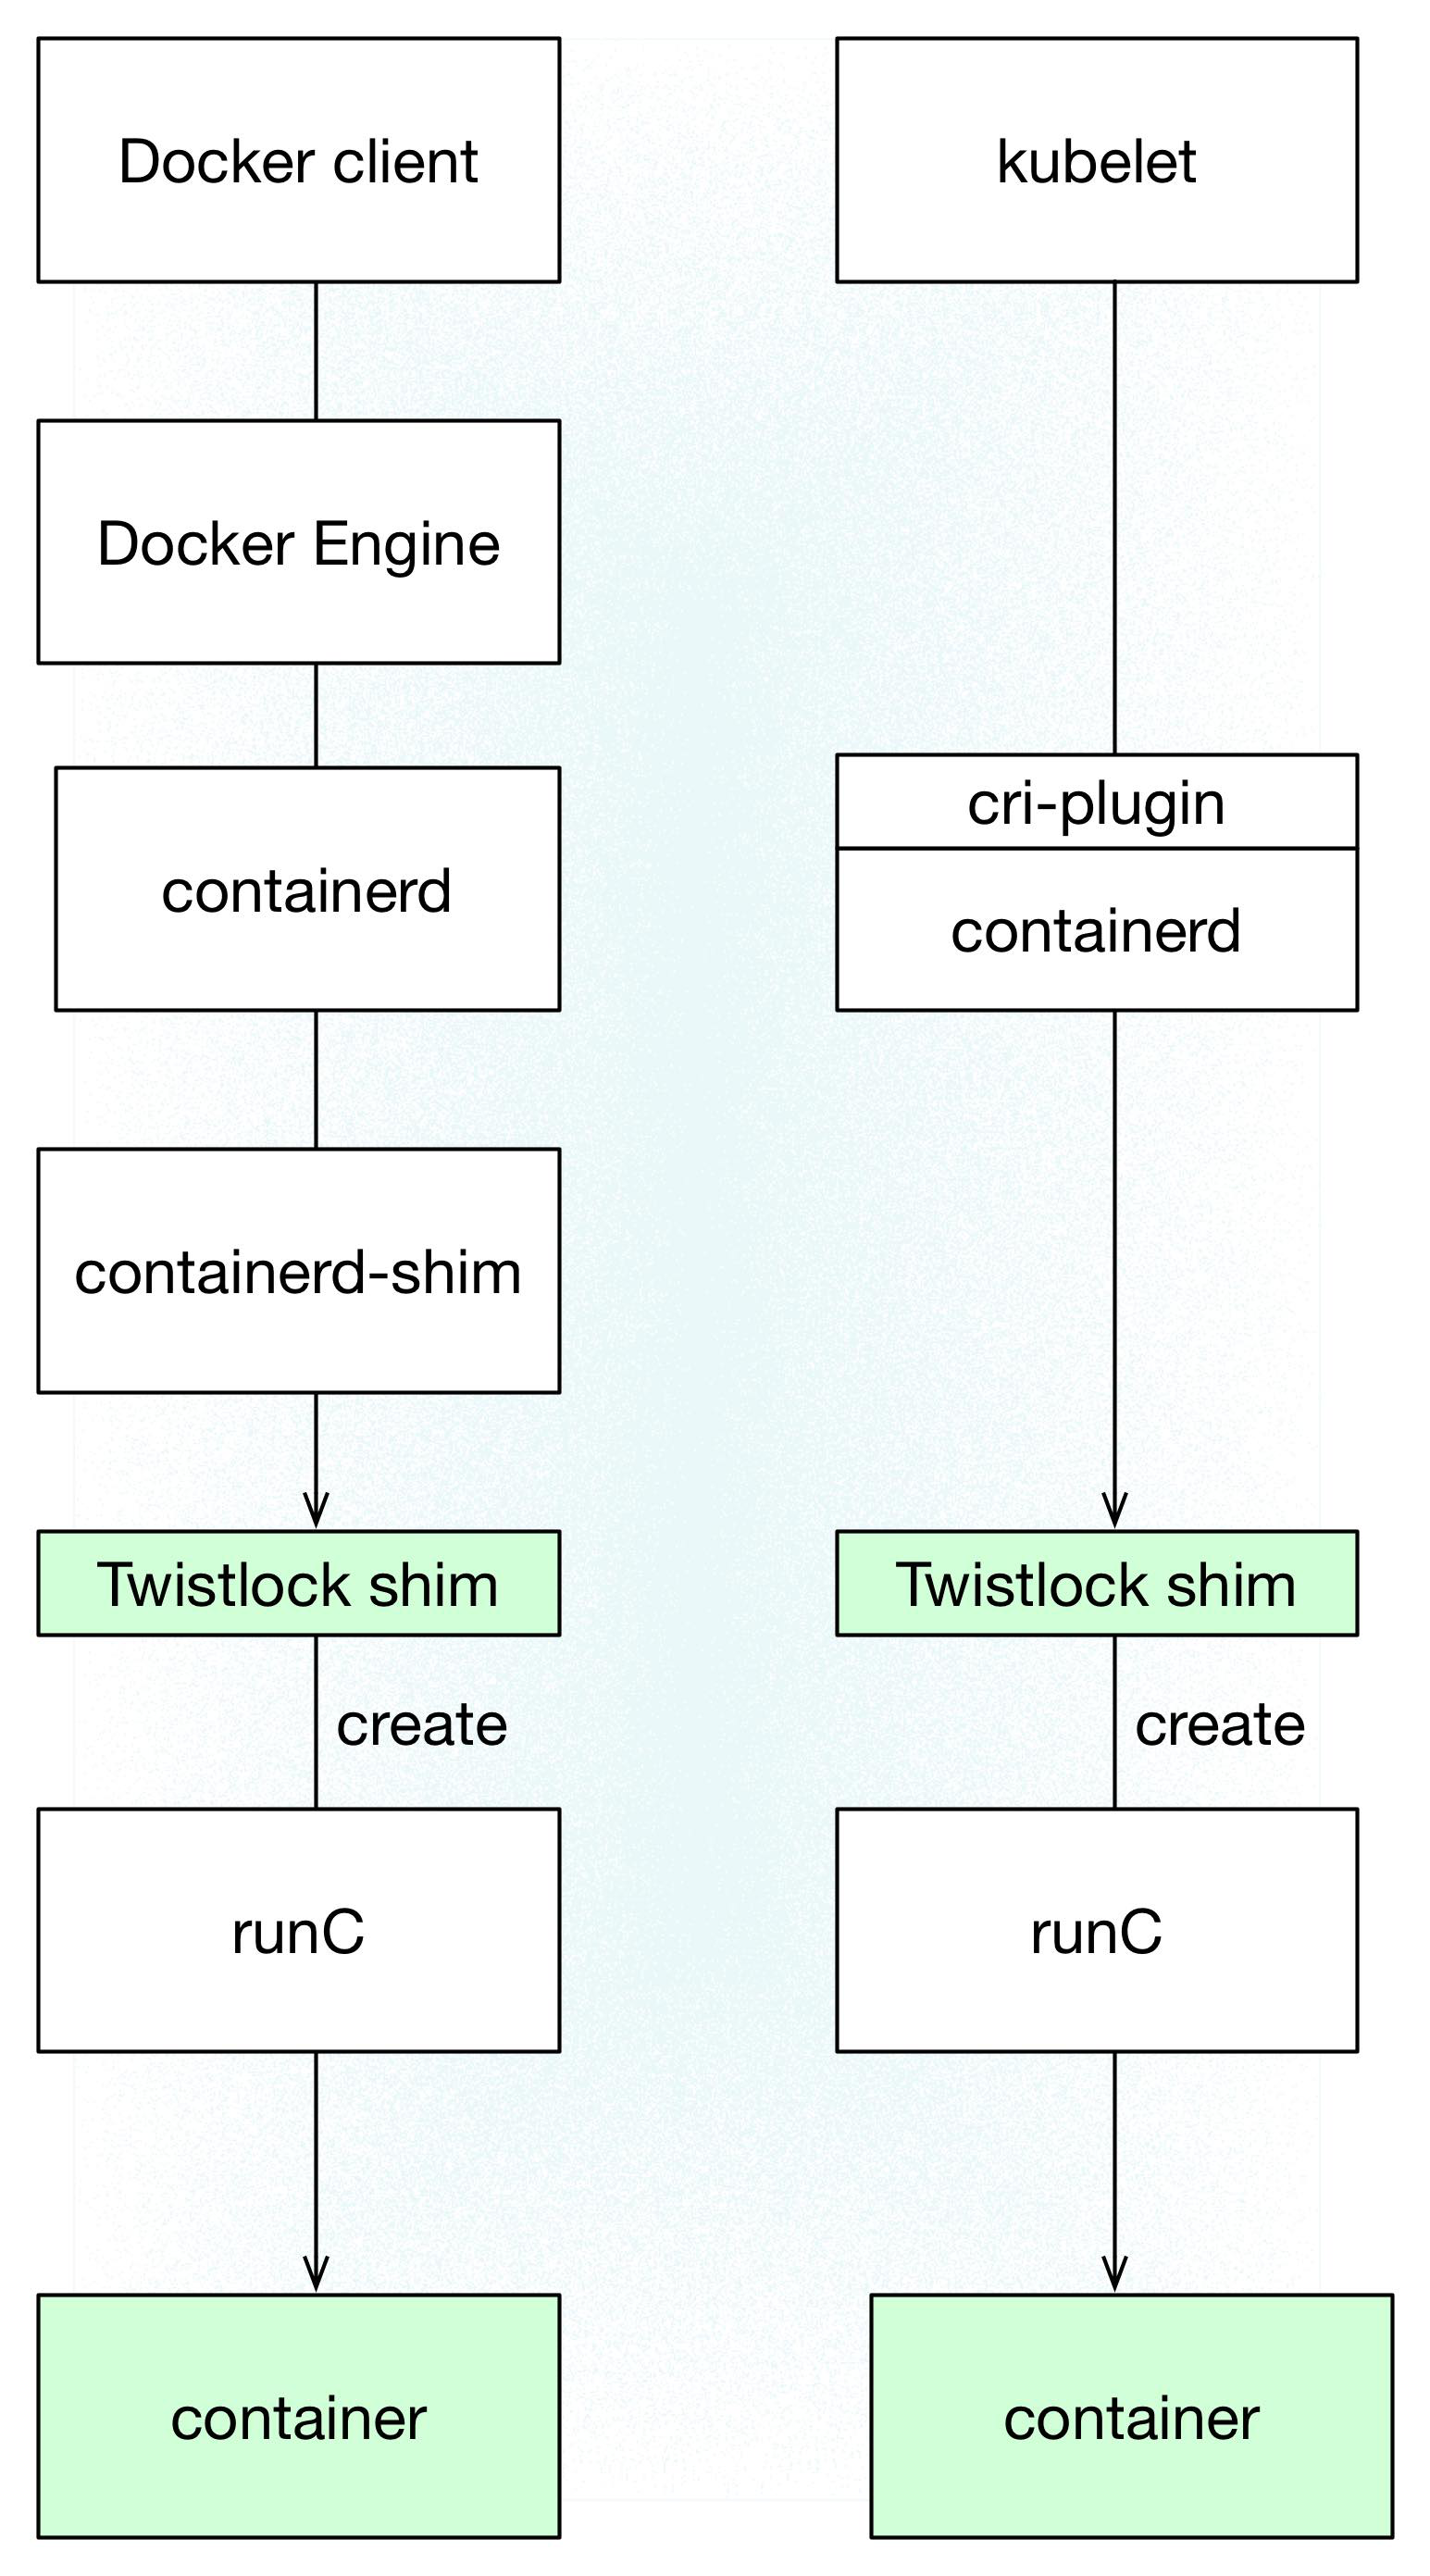 Docker client
Docker Engine
containerd
containerd-shim
Twistlock shim
create
runC
container
kubelet
cri-plugin
containerd
Twistlock shim
create
runC
container